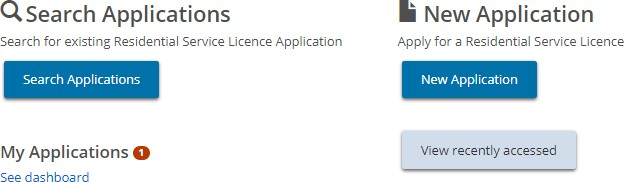 Search Applications
Search for existing Residential Service Licence Application
Search Applications
New Application
Apply for a Residential Service Licence
New Application
My Applications 1
See dashboard
View recently accessed